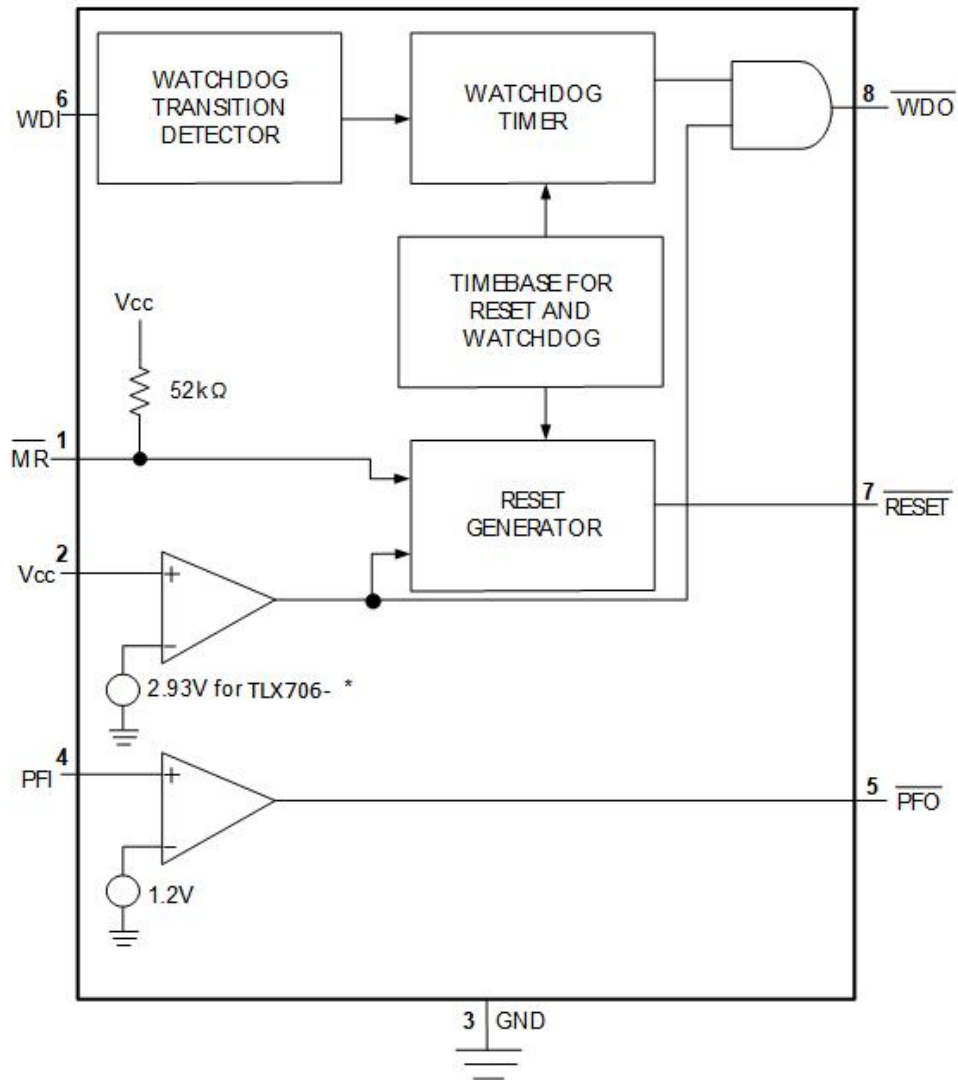 6
WDI
WATCHDOG
TRANSITION
DETECTOR
WATCHDOG
TIMER
8
WDO
TIMEBASE FOR
RESET AND
WATCHDOG
Vcc
52kΩ
1
MR
RESET
GENERATOR
7
RESET
2
Vcc
+
−
2.93V for TLX706- *
4
PFI
+
−
5
PFO
1.2V
3 GND